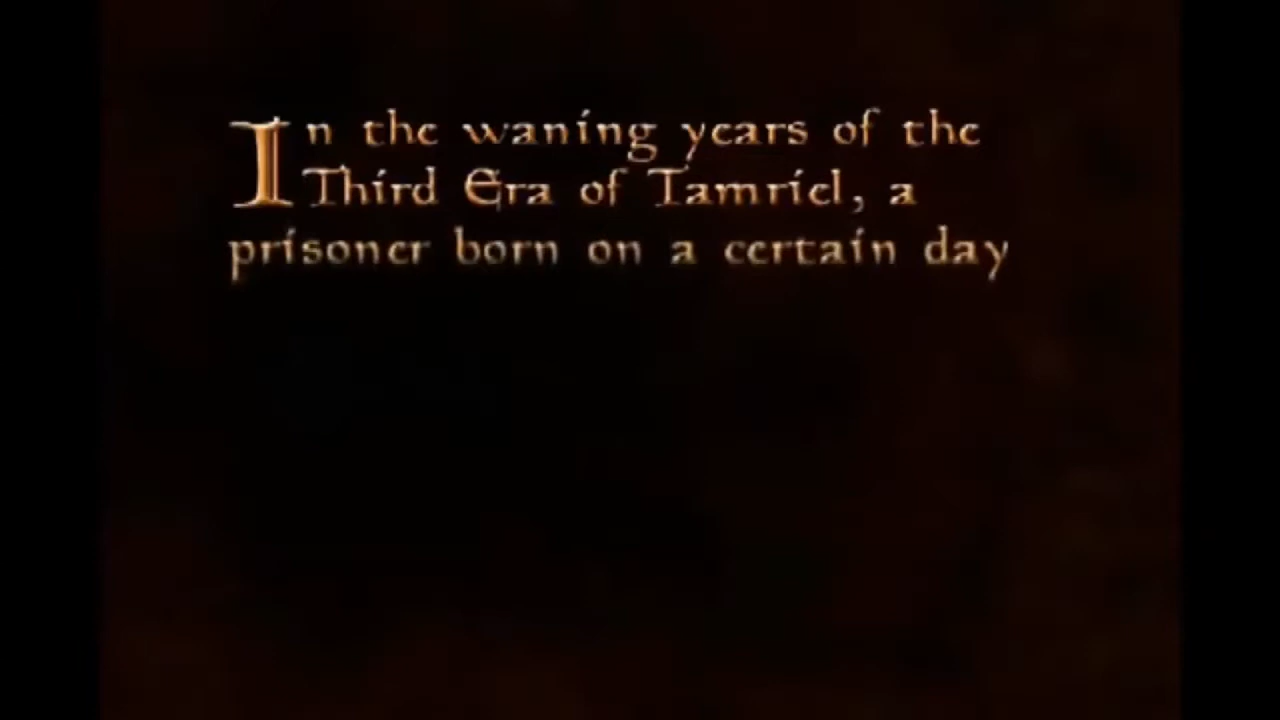 In the waning years of the
Third Era of Tamriel, a
prisoner born on a certain day